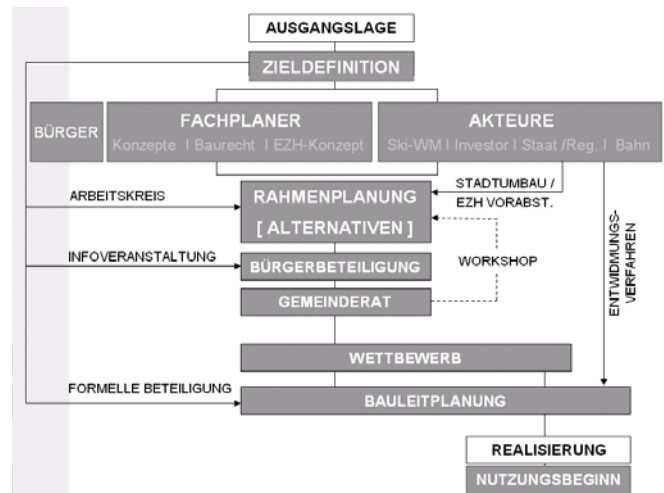 AUSGANGSLAGE
ZIELDEFINITION
BÜRGER
FACHPLANER
Konzepte I Baurecht I EZH-Konzept
AKTEURE
Ski-WM I Investor I Staat /Reg. I Bahn
ARBEITSKREIS
RAHMENPLANUNG
[ ALTERNATIVEN ]
STADTUMBAU /
EZH VORABST.
INFOVERANSTALTUNG
BÜRGERBETEILIGUNG
WORKSHOP
GEMEINDERAT
ENTWIDMUNGS-
VERFAHREN
WETTBEWERB
FORMELLE BETEILIGUNG
BAULEITPLANUNG
REALISIERUNG
NUTZUNGSBEGINN